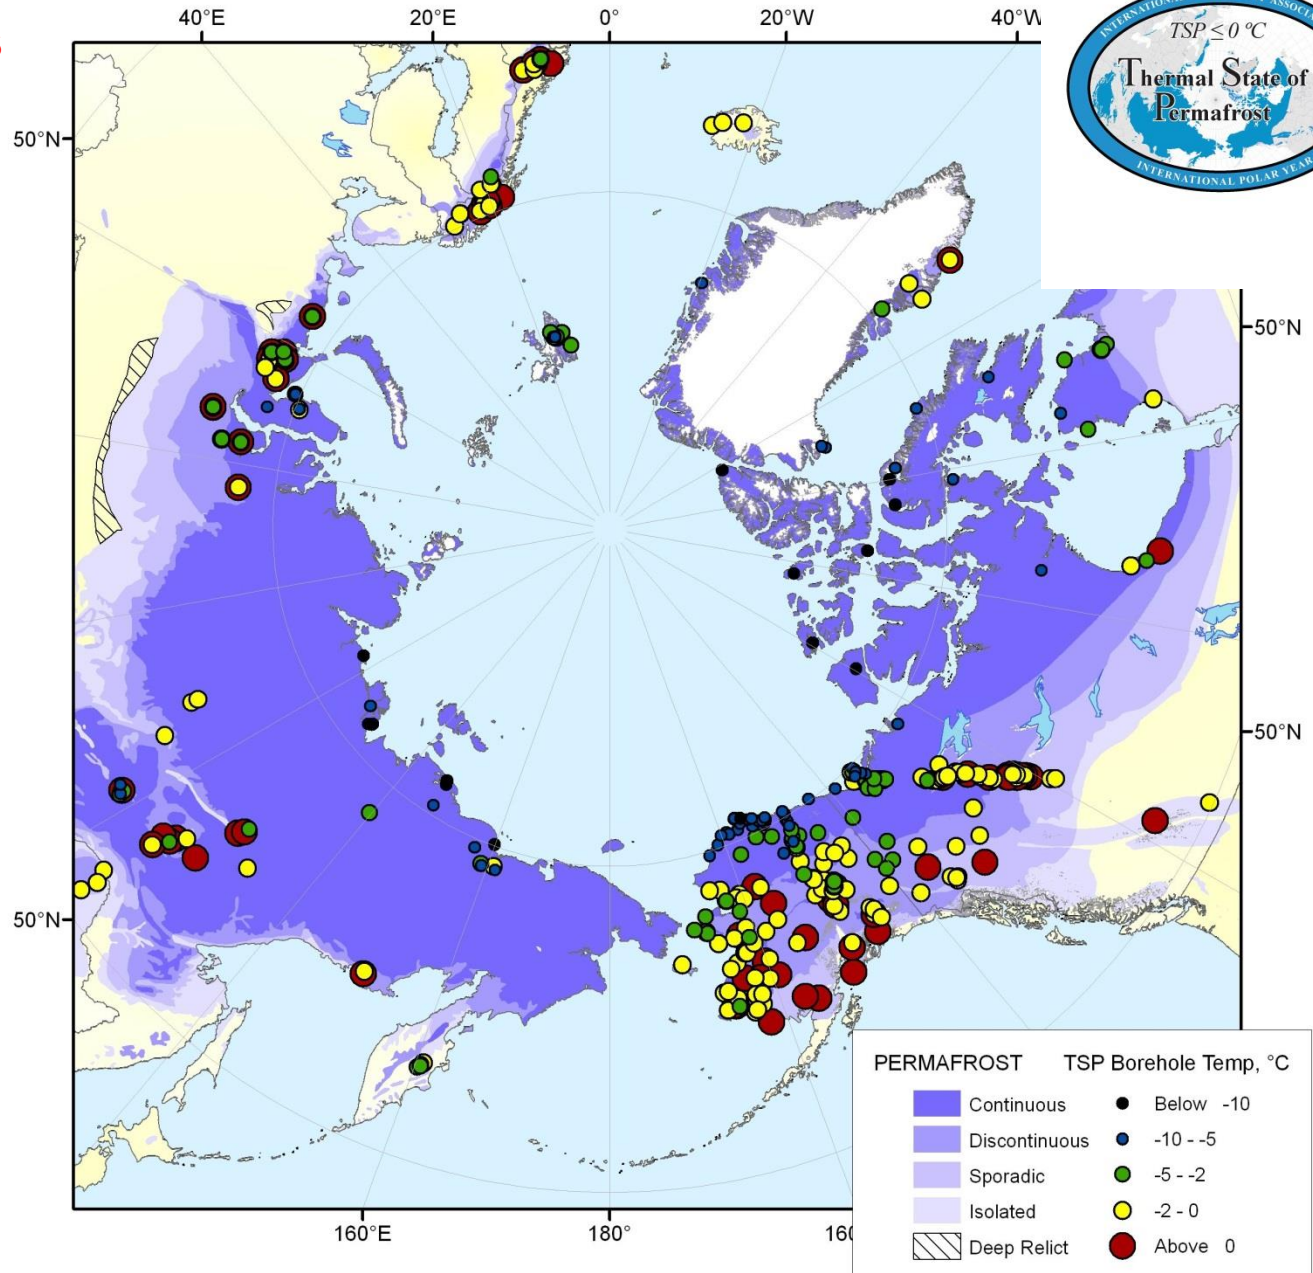 40°E 20°E 0° 20°W 40°W
INTERNATIONAL
TSP ≤ 0 ºC
Thermal State of
Permafrost
INTERNATIONAL POLAR YEAR
50°N
50°N
50°N
50°N
160°E 180°
PERMAFROST TSP Borehole Temp, °C
Continuous Below -10
Discontinuous -10 - -5
Sporadic -5 - -2
Isolated -2 - 0
Deep Relict Above 0